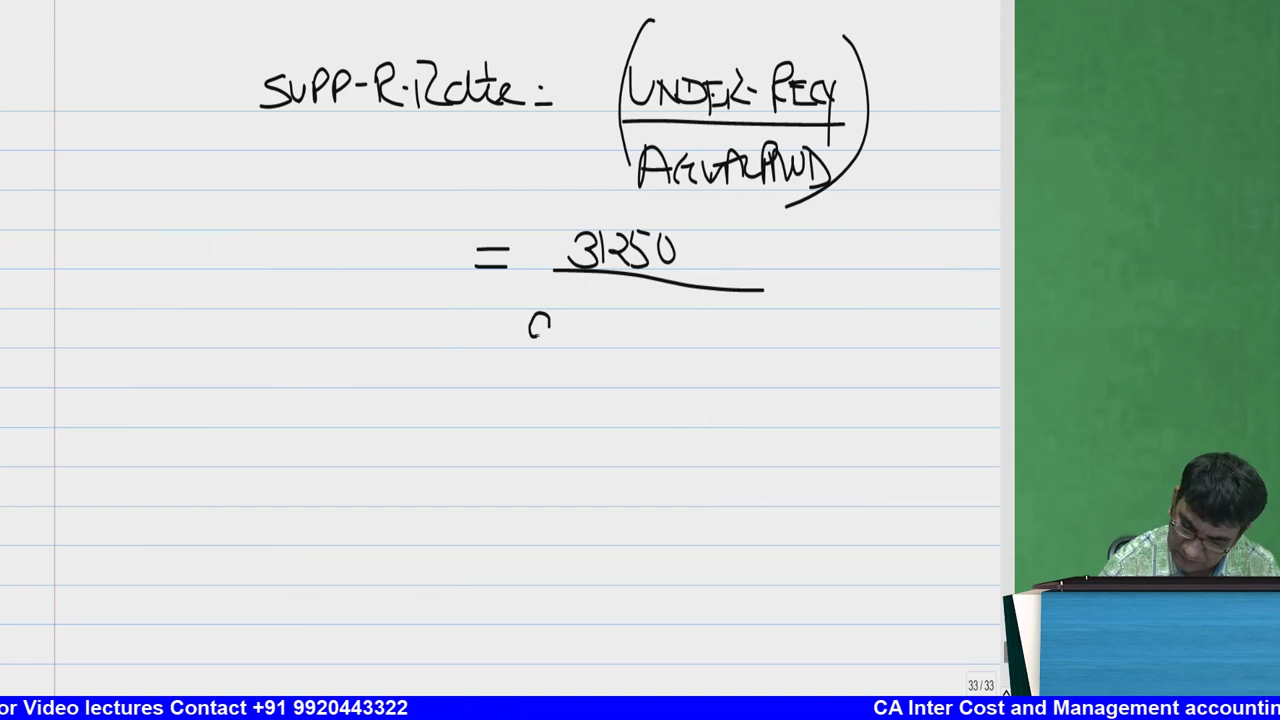 SUPP-R.Rate = (UNDER-RECY
ACTUAL PROD)
= 31250
33 / 33
or Video lectures Contact +91 9920443322
CA Inter Cost and Management accountin